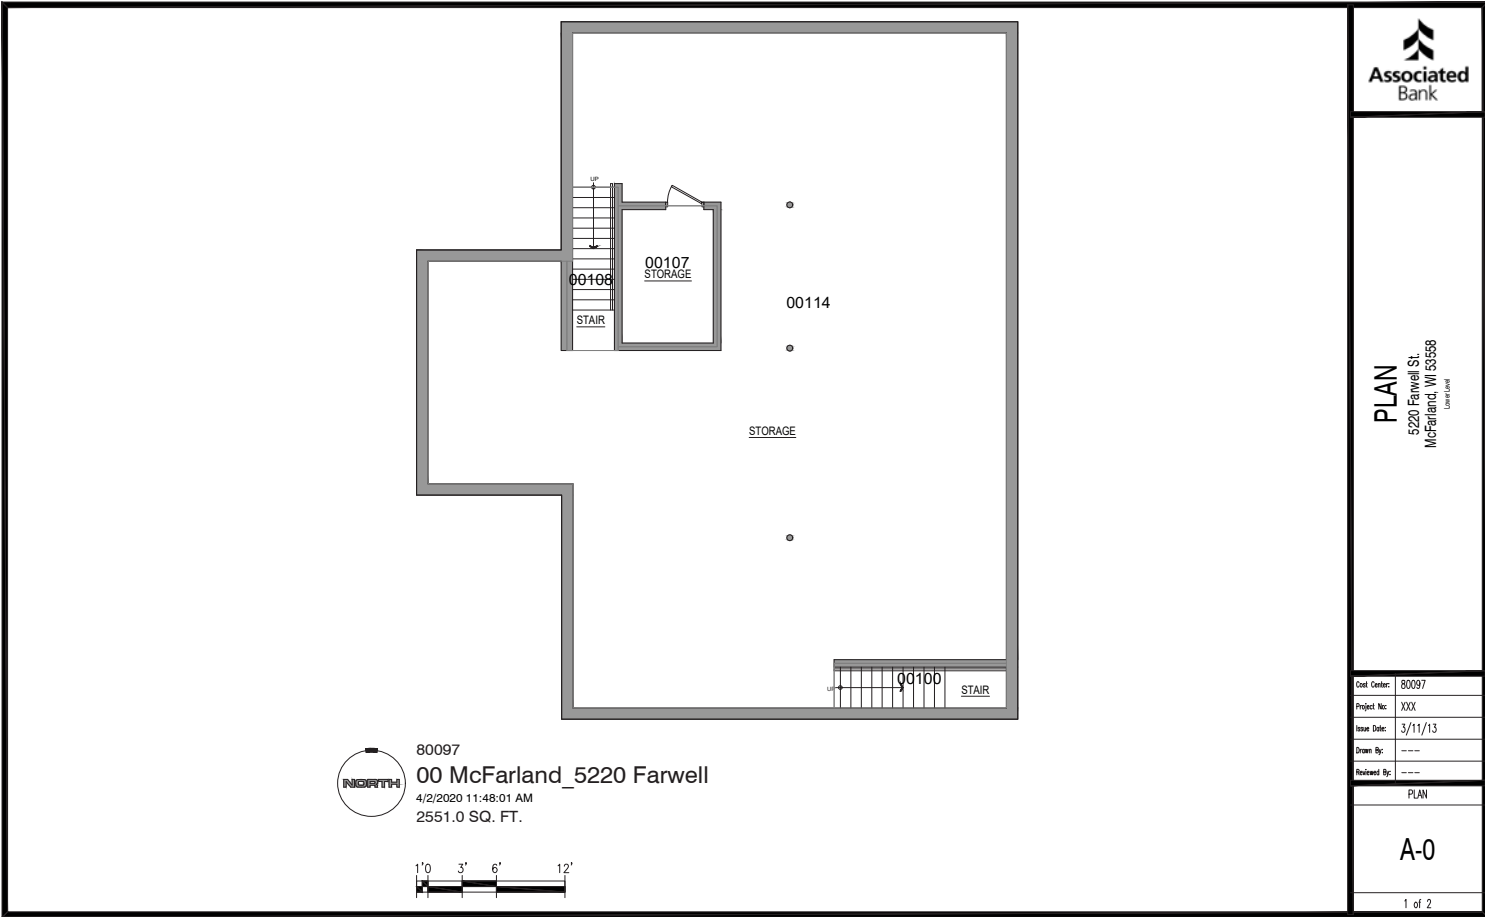 UP
00107
STORAGE
00108
STAIR
00114
STORAGE
UP
00100
STAIR
NORTH
80097
00 McFarland_5220 Farwell
4/2/2020 11:48:01 AM
2551.0 SQ. FT.
1'0 3' 6' 12'
Associated
Bank
PLAN
5220 Farwell St.
McFarland, WI 53558
Lower Level
Cost Center: 80097
Project No: XXX
Issue Date: 3/11/13
Drawn By: ---
Reviewed By: ---
PLAN
A-0
1 of 2